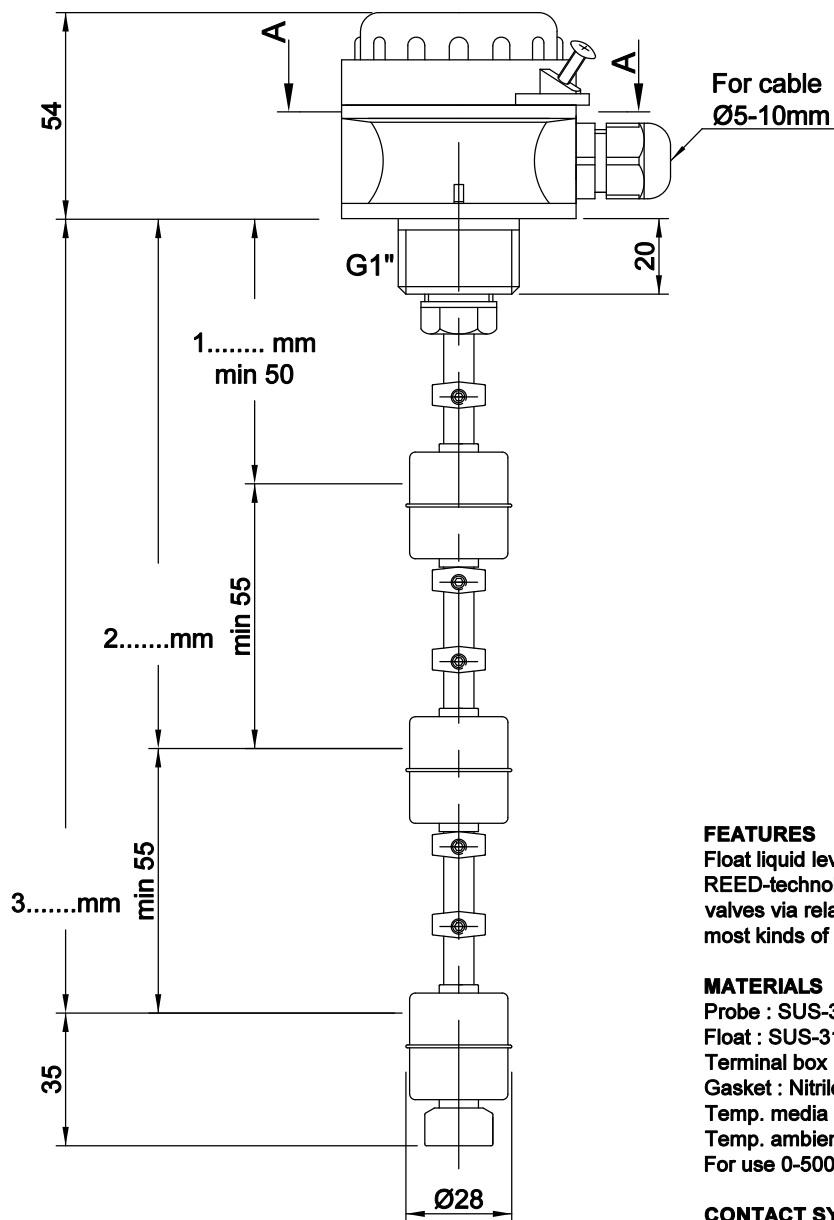 A
A
For cable
Ø5-10mm
54
G1"
20
1........ mm
min 50
min 55
2.......mm
min 55
3.......mm
35
Ø28
FEATURES
Float liquid lev
REED-techno
valves via rela
most kinds of
MATERIALS
Probe : SUS-3
Float : SUS-31
Terminal box
Gasket : Nitrile
Temp. media
Temp. ambier
For use 0-500
CONTACT SY